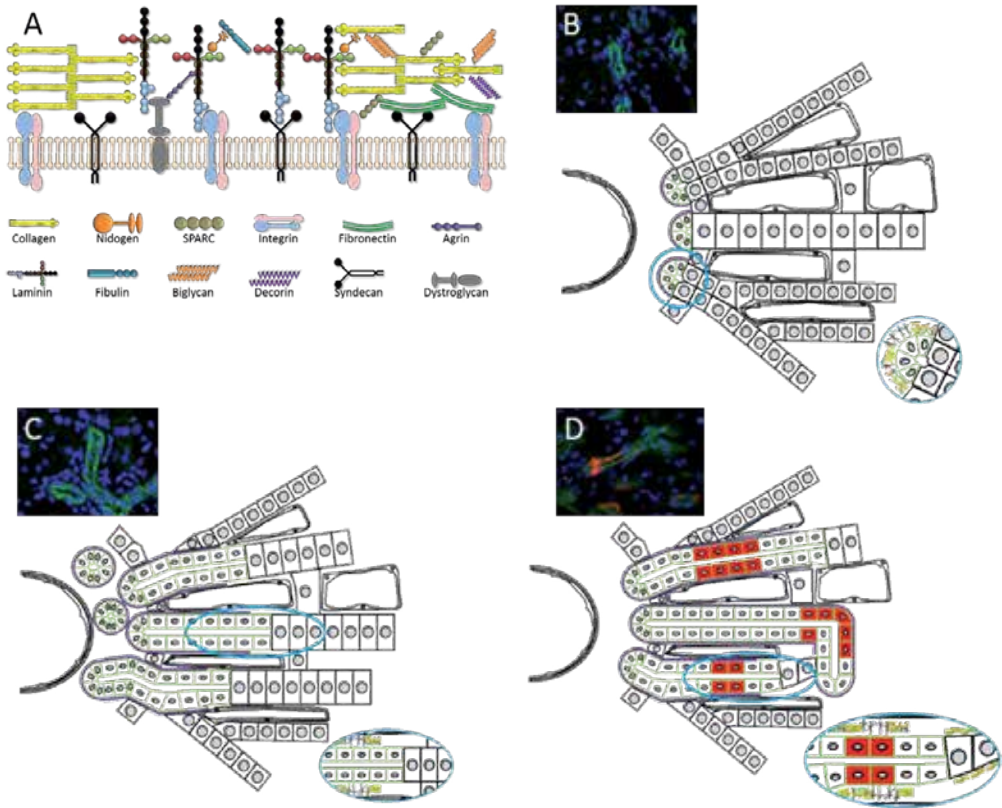 A
Collagen Nidogen SPARC Integrin Fibronectin Agrin
Laminin Fibulin Biglycan Decorin Syndecan Dystroglycan
B
C
D